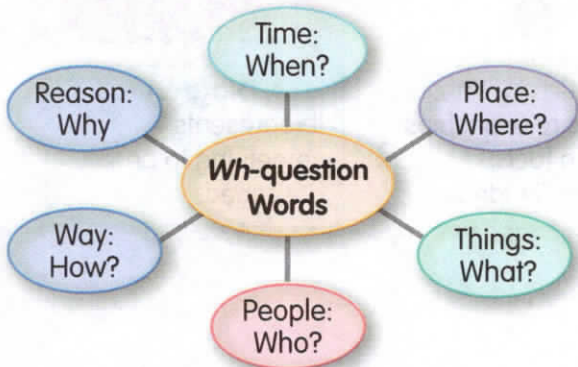 Time:
When?
Reason:
Why
Place:
Where?
Wh-question
Words
Way:
How?
Things:
What?
People:
Who?